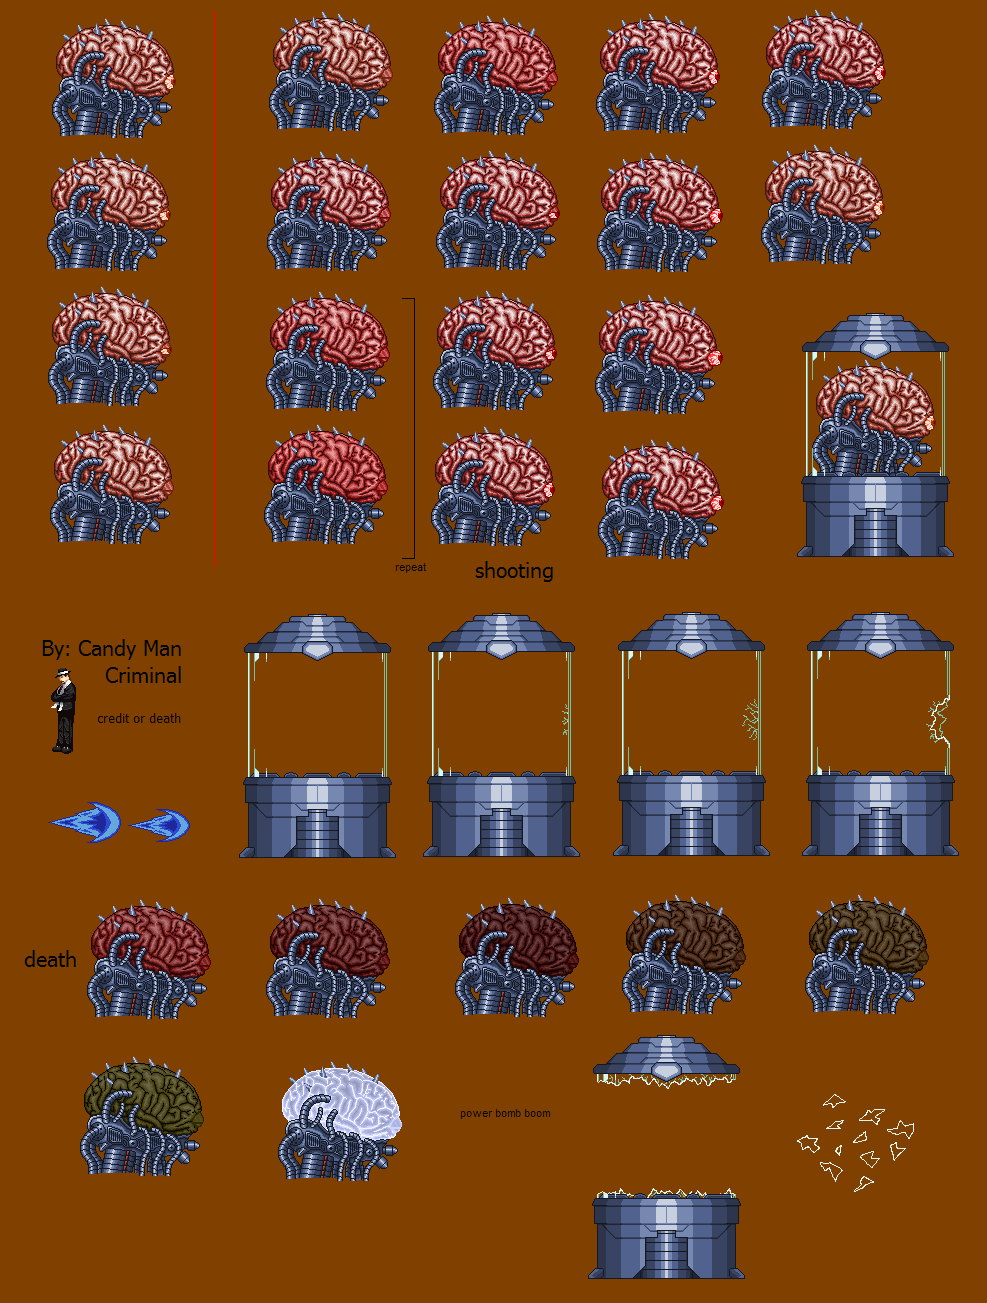 repeat
shooting
By: Candy Man
Criminal
credit or death
death
power bomb boom